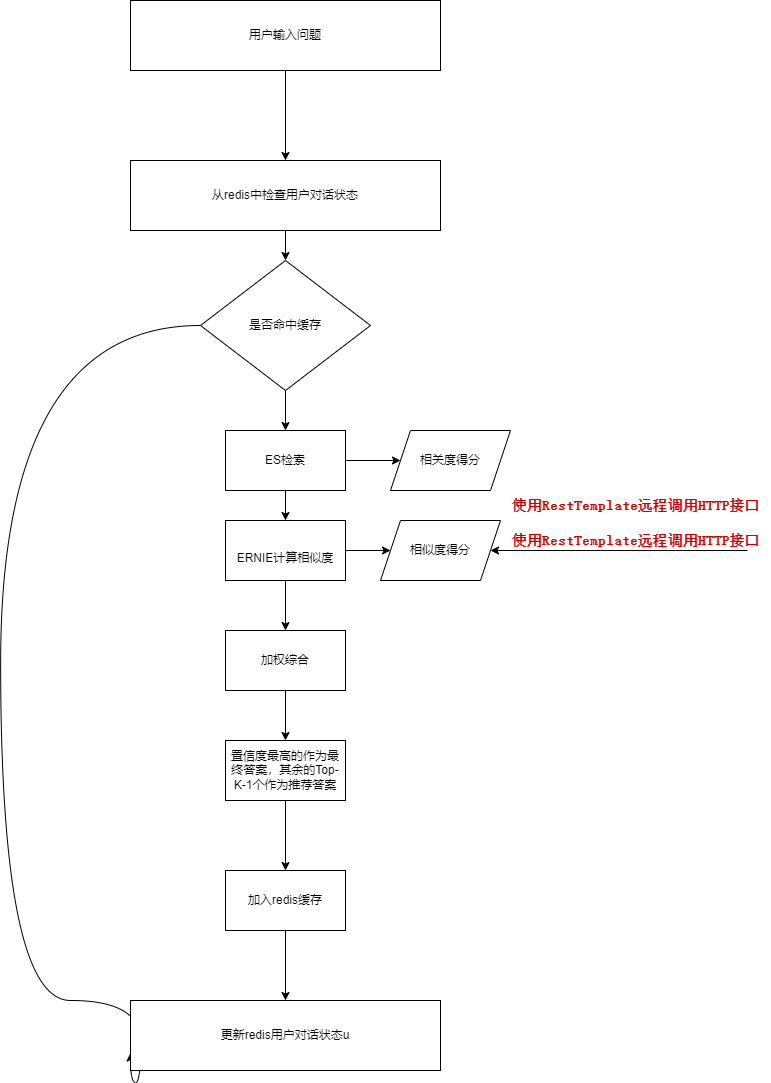 用户输入问题
从redis中检查用户对话状态
是否命中缓存
ES检索
相关度得分
使用RestTemplate远程调用HTTP接口
使用RestTemplate远程调用HTTP接口
ERNIE计算相似度
相似度得分
加权综合
置信度最高的作为最
终答案，其余的Top-
K-1个作为推荐答案
加入redis缓存
更新redis用户对话状态u